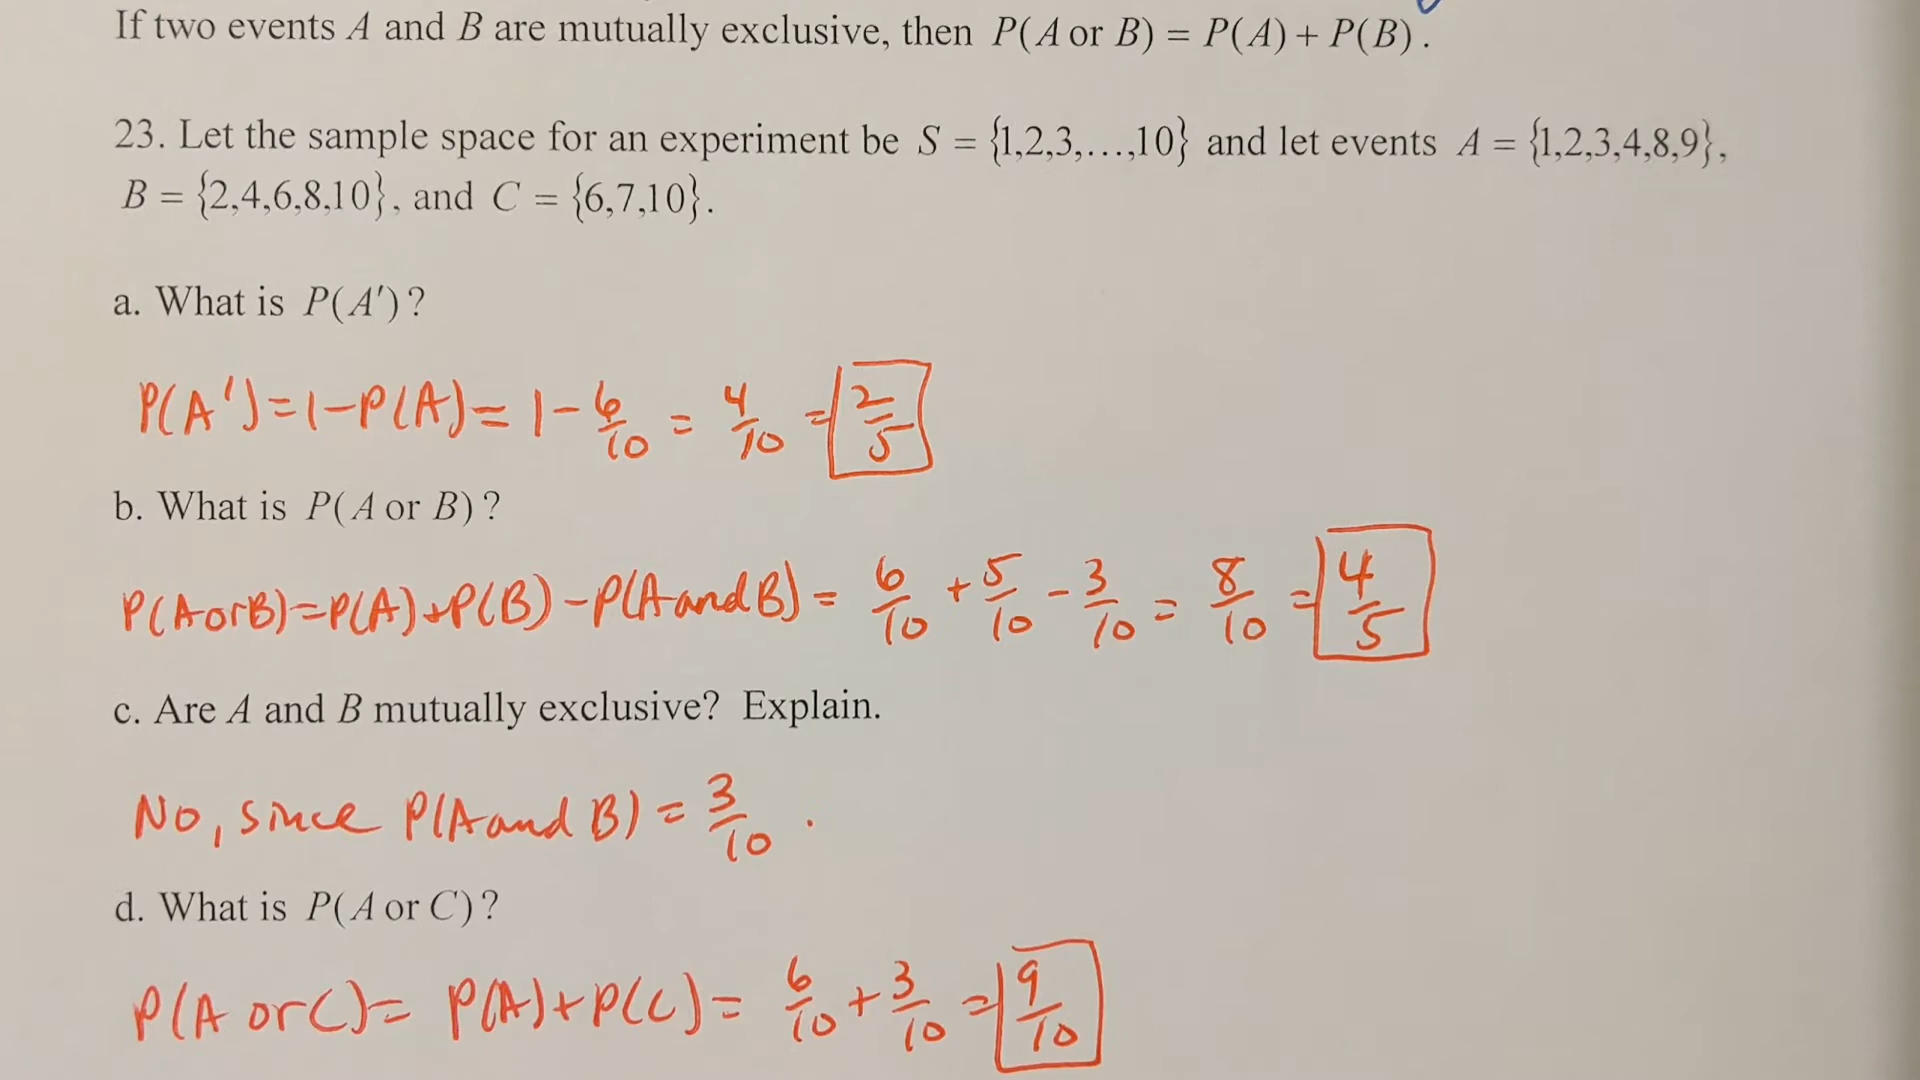 If two events A and B are mutually exclusive, then P(A or B) = P(A) + P(B).
23. Let the sample space for an experiment be S = {1,2,3,...,10} and let events A = {1,2,3,4,8,9},
B = {2,4,6,8,10}, and C = {6,7,10}.
a. What is P(A′)?
P(A') = 1 - P(A) = 1 - 6/10 = 4/10 = 2/5
b. What is P(A or B)?
P(A or B) = P(A) + P(B) - P(A and B) = 6/10 + 5/10 - 3/10 = 8/10 = 4/5
c. Are A and B mutually exclusive? Explain.
No, since P(A and B) = 3/10.
d. What is P(A or C)?
P(A or C) = P(A) + P(C) = 6/10 + 3/10 = 9/10